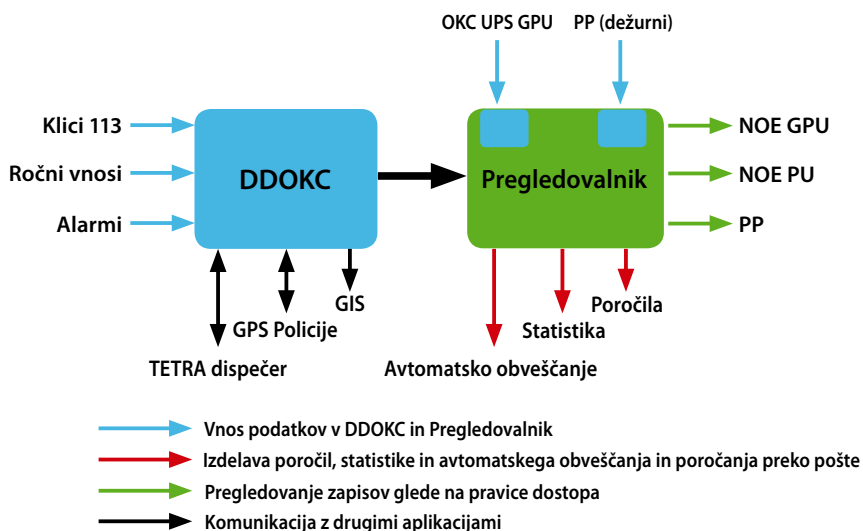 OKC UPS GPU
PP (dežurni)
Klici 113
Ročni vnosi
Alarmi
DDOKC
Pregledovalnik
NOE GPU
NOE PU
PP
GIS
GPS Policije
TETRA dispečer
Poročila
Statistika
Avtomatsko obveščanje
Vnos podatkov v DDOKC in Pregledovalnik
Izdelava poročil, statistike in avtomatskega obveščanja in poročanja preko pošte
Pregledovanje zapisov glede na pravice dostopa
Komunikacija z drugimi aplikacijami